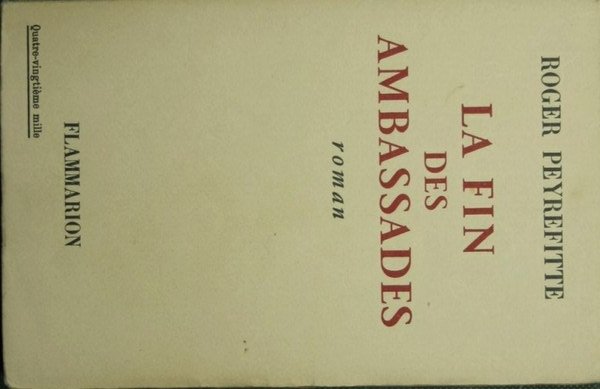 ROGER PEYREFITTE
LA FIN
DES
AMBASSADES
roman
FLAMMARION
Quatre-vingtième mille